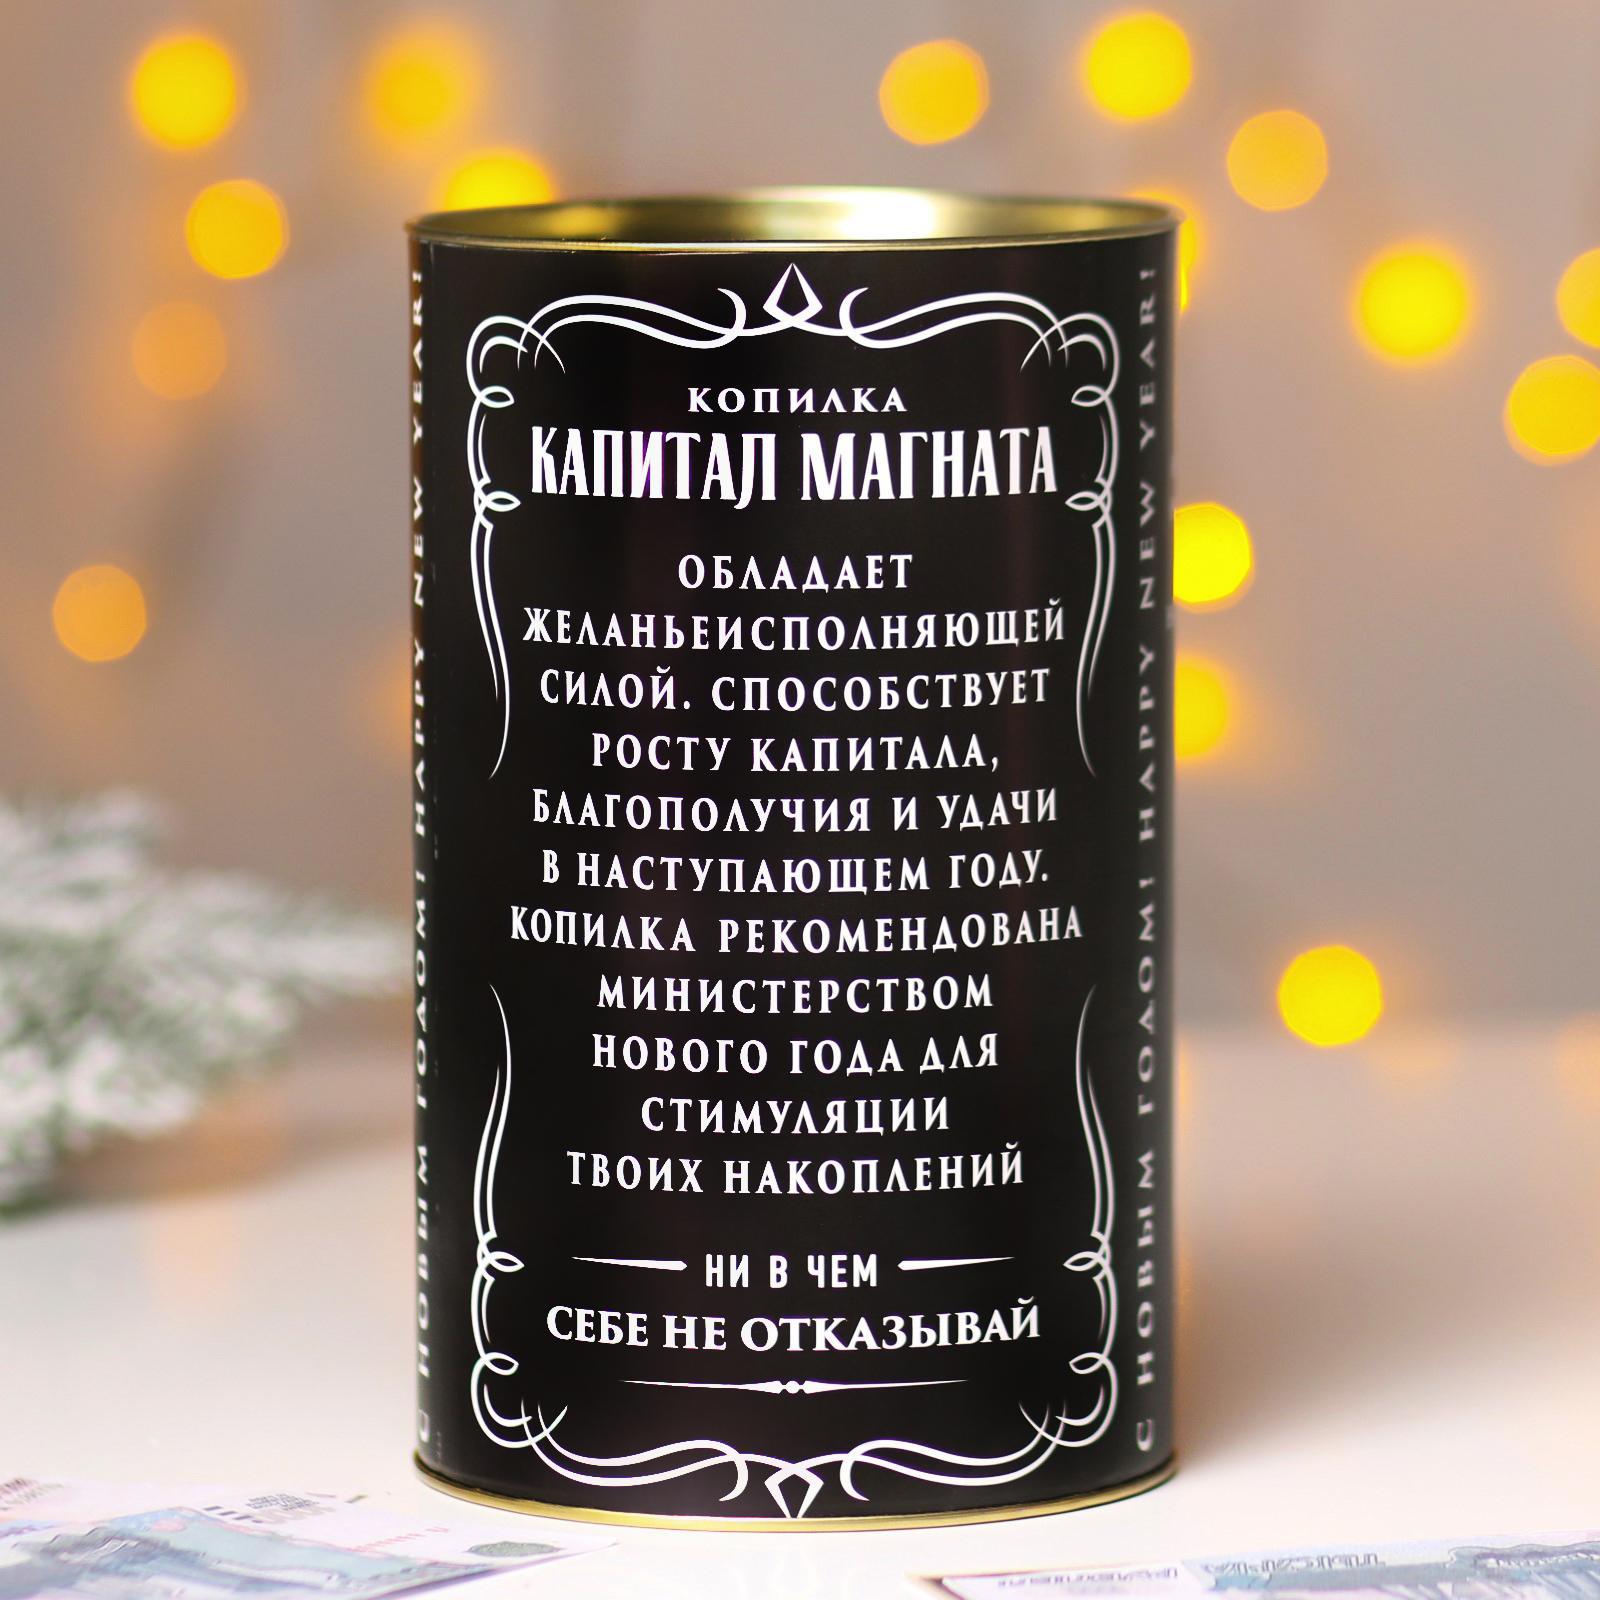 КОПИЛКА
КАПИТАЛ МАГНАТА
ОБЛАДАЕТ
ЖЕЛАНЬЕИСПОЛНЯЮЩЕЙ
СИЛОЙ. СПОСОБСТВУЕТ
РОСТУ КАПИТАЛА,
БЛАГОПОЛУЧИЯ И УДАЧИ
В НАСТУПАЮЩЕМ ГОДУ.
КОПИЛКА РЕКОМЕНДОВАНА
МИНИСТЕРСТВОМ
НОВОГО ГОДА ДЛЯ
СТИМУЛЯЦИИ
ТВОИХ НАКОПЛЕНИЙ
НИ В ЧЕМ
СЕБЕ НЕ ОТКАЗЫВАЙ
С НОВЫМ ГОДОМ! HAPPY NEW YEAR!
С НОВЫМ ГОДОМ! HAPPY NEW YEAR!